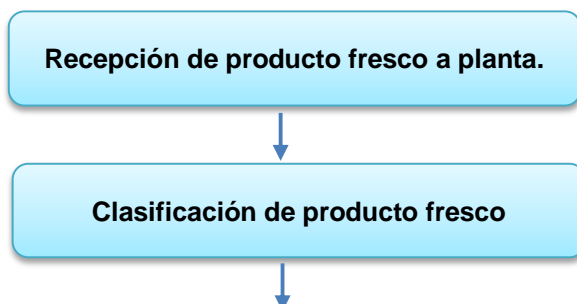 Recepción de producto fresco a planta.
Clasificación de producto fresco